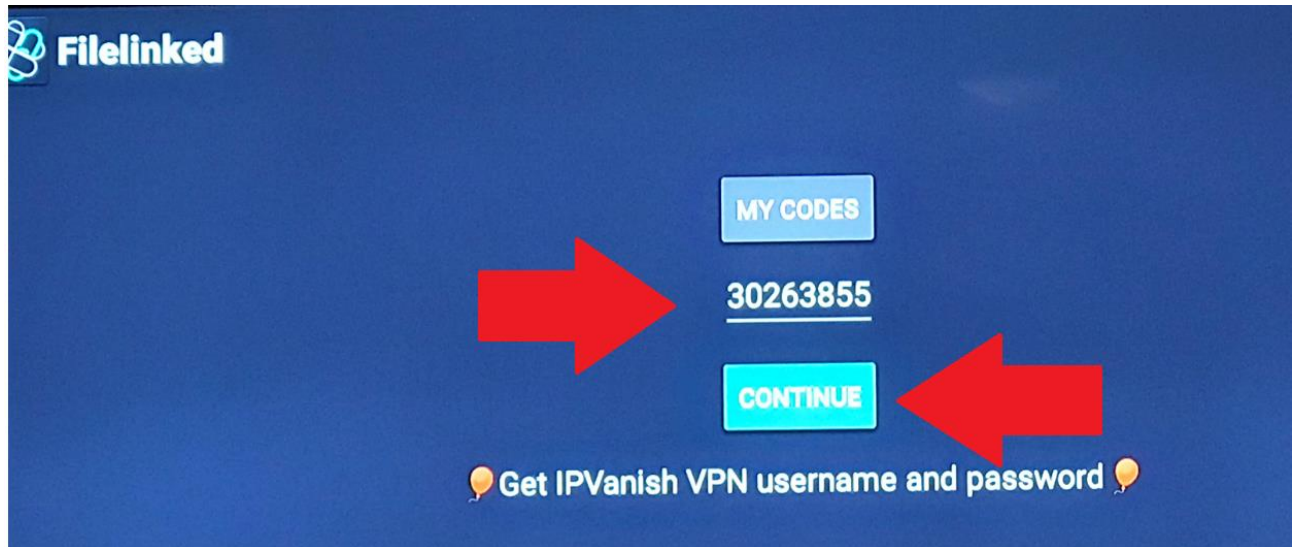 Filelinked
MY CODES
30263855
CONTINUE
🎈Get IPVanish VPN username and password🎈